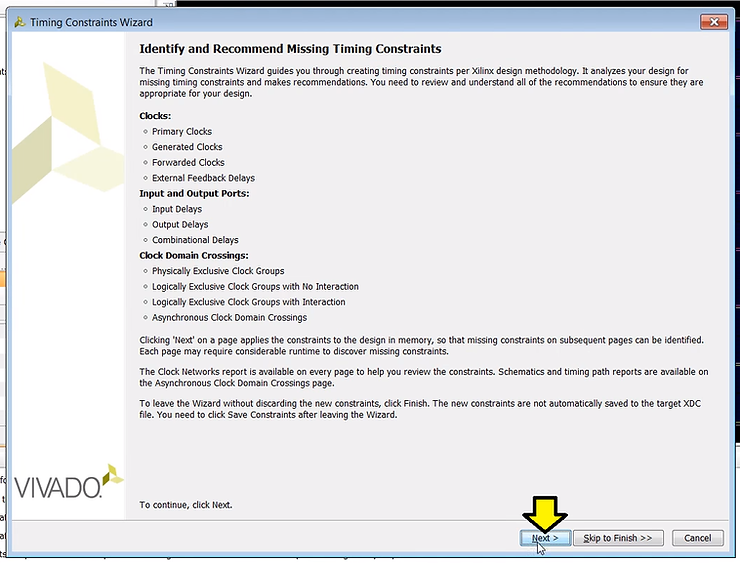 Timing Constraints Wizard
Identify and Recommend Missing Timing Constraints
The Timing Constraints Wizard guides you through creating timing constraints per Xilinx design methodology. It analyzes your design for
missing timing constraints and makes recommendations. You need to review and understand all of the recommendations to ensure they are
appropriate for your design.
Clocks:
Primary Clocks
Generated Clocks
Forwarded Clocks
External Feedback Delays
Input and Output Ports:
Input Delays
Output Delays
Combinational Delays
Clock Domain Crossings:
Physically Exclusive Clock Groups
Logically Exclusive Clock Groups with No Interaction
Logically Exclusive Clock Groups with Interaction
Asynchronous Clock Domain Crossings
Clicking 'Next' on a page applies the constraints to the design in memory, so that missing constraints on subsequent pages can be identified.
Each page may require considerable runtime to discover missing constraints.
The Clock Networks report is available on every page to help you review the constraints. Schematics and timing path reports are available on
the Asynchronous Clock Domain Crossings page.
To leave the Wizard without discarding the new constraints, click Finish. The new constraints are not automatically saved to the target XDC
file. You need to click Save Constraints after leaving the Wizard.
VIVADO.
To continue, click Next.
Next > Skip to Finish >> Cancel